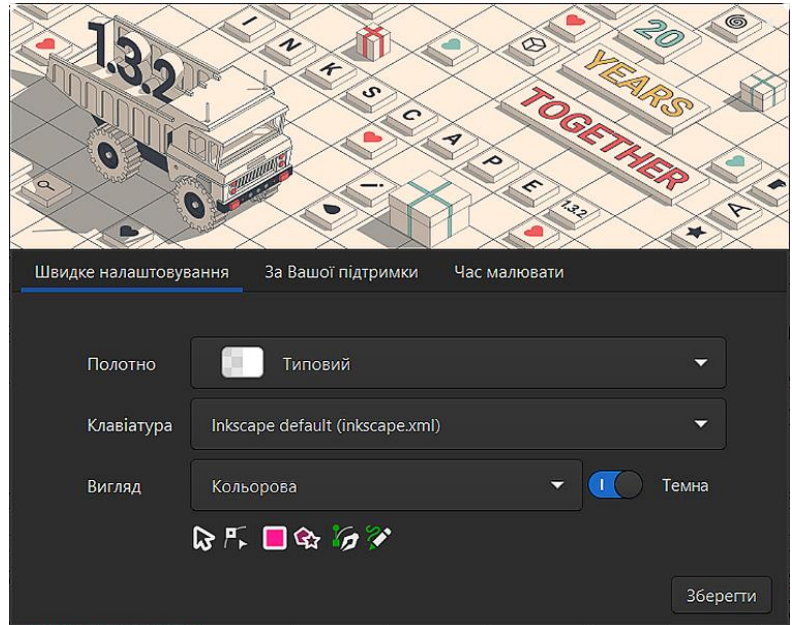 1.3.2
INKSCAPE
1.3.2
20
YEARS
TOGETHER
Швидке налаштовування
За Вашої підтримки
Час малювати
Полотно
Типовий
Клавіатура
Inkscape default (inkscape.xml)
Вигляд
Кольорова
Темна
Зберегти